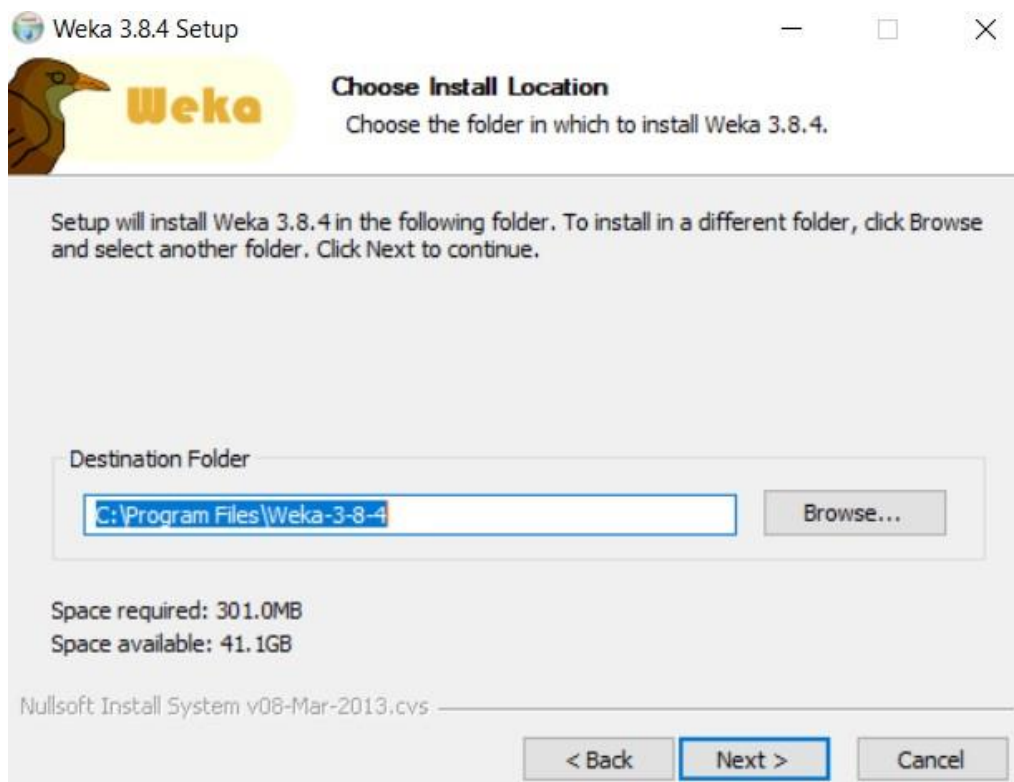 Weka 3.8.4 Setup
Weka
Choose Install Location
Choose the folder in which to install Weka 3.8.4.
Setup will install Weka 3.8.4 in the following folder. To install in a different folder, click Browse
and select another folder. Click Next to continue.
Destination Folder
C:\Program Files\Weka-3-8-4
Browse...
Space required: 301.0MB
Space available: 41.1GB
Nullsoft Install System v08-Mar-2013.cvs
< Back
Next >
Cancel